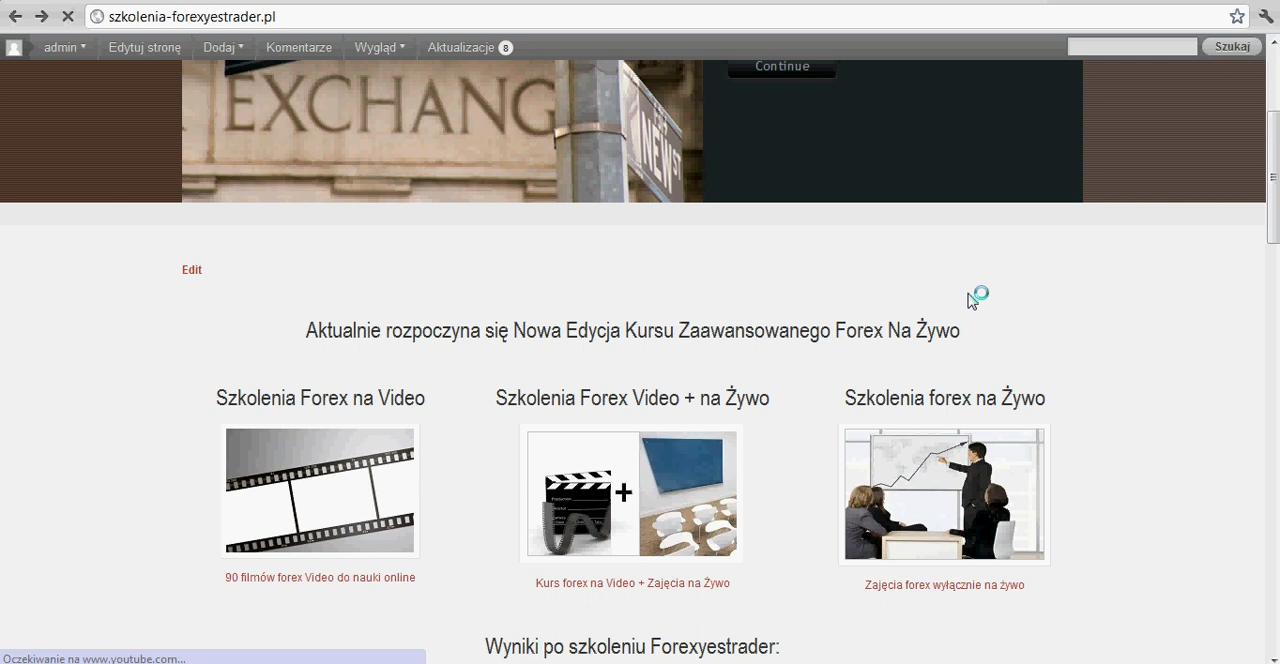 szkolenia-forexyestrader.pl
admin Edytuj stronę Dodaj Komentarze Wygląd Aktualizacje 8 Szukaj
Continue
EXCHANG
NEW ST
Edit
Aktualnie rozpoczyna się Nowa Edycja Kursu Zaawansowanego Forex Na Żywo
Szkolenia Forex na Video Szkolenia Forex Video + na Żywo Szkolenia forex na Żywo
+
90 filmów forex Video do nauki online Kurs forex na Video + Zajęcia na Żywo Zajęcia forex wyłącznie na żywo
Wyniki po szkoleniu Forexyestrader:
Oczekiwanie na www.youtube.com...